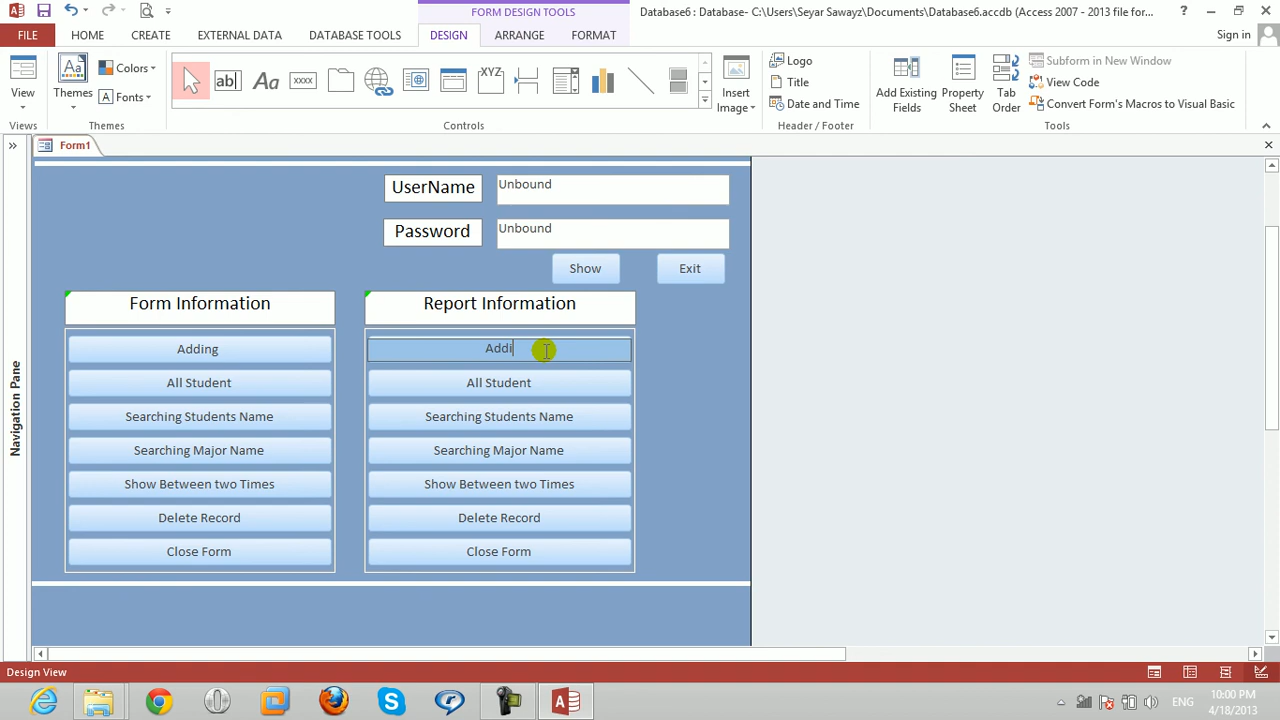 FORM DESIGN TOOLS
Database6 : Database- C:\Users\Seyar Sawayz\Documents\Database6.accdb (Access 2007 - 2013 file for...
?
FILE HOME CREATE EXTERNAL DATA DATABASE TOOLS DESIGN ARRANGE FORMAT Sign in
View
Themes
Aa
Colors
Fonts
ab|
Aa
xxxx
XYZ
Insert
Image
Logo
Title
Date and Time
Add Existing
Fields
Property
Sheet
Tab
Order
Subform in New Window
View Code
Convert Form's Macros to Visual Basic
Views Themes Controls Header / Footer Tools
Form1
Navigation Pane
UserName Unbound
Password Unbound
Show Exit
Form Information Report Information
Adding Addi
All Student All Student
Searching Students Name Searching Students Name
Searching Major Name Searching Major Name
Show Between two Times Show Between two Times
Delete Record Delete Record
Close Form Close Form
Design View
ENG
10:00 PM
4/18/2013